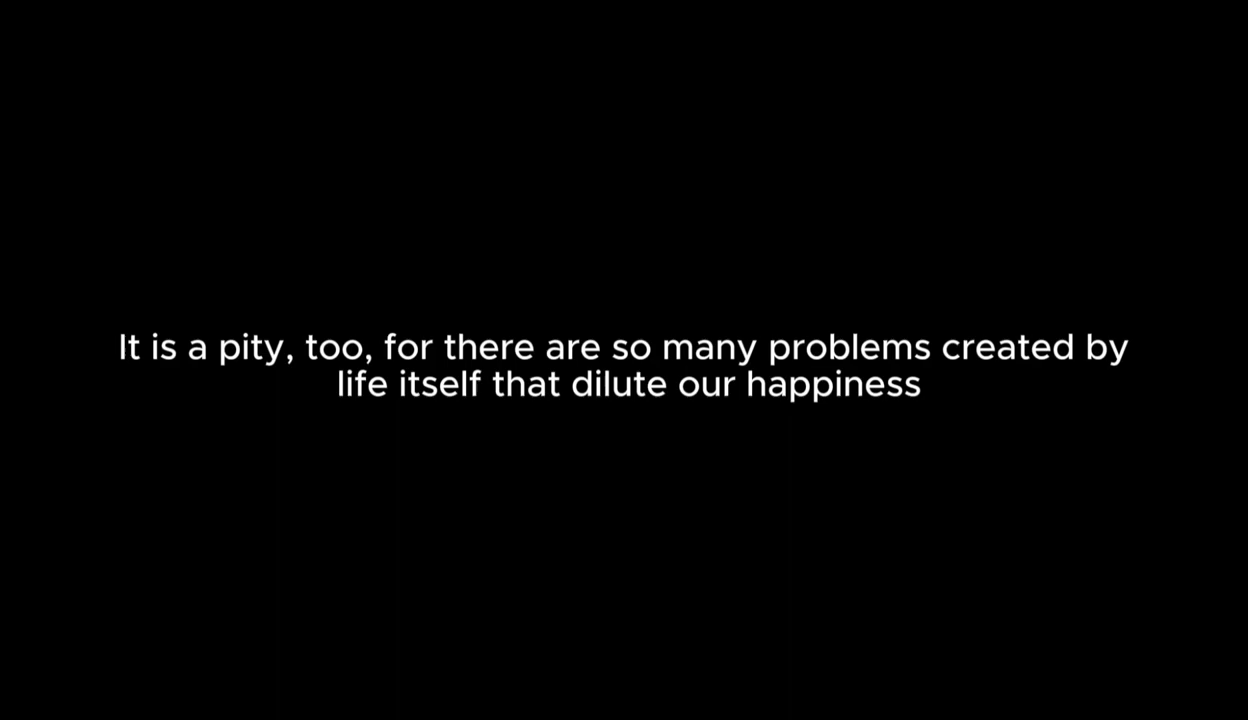 It is a pity, too, for there are so many problems created by
life itself that dilute our happiness